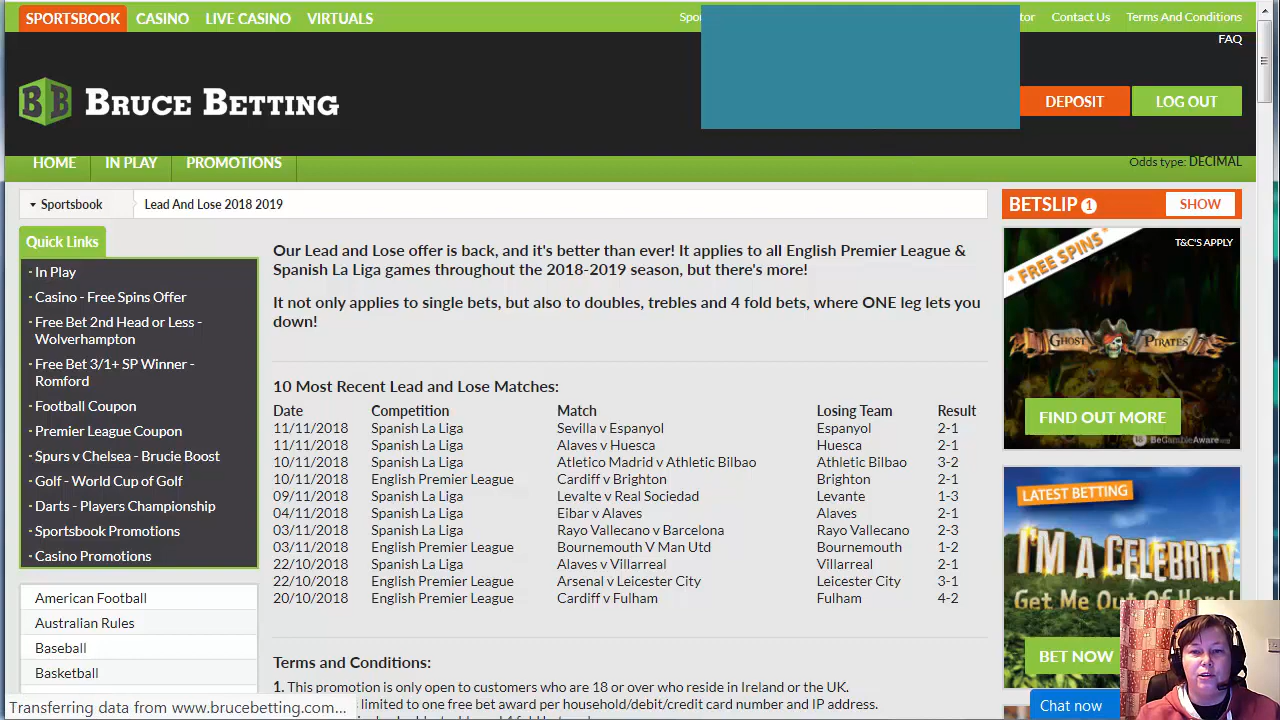 SPORTSBOOK CASINO LIVE CASINO VIRTUALS
Contact Us Terms And Conditions
FAQ
BB BRUCE BETTING
DEPOSIT LOG OUT
HOME IN PLAY PROMOTIONS
Odds type: DECIMAL
Sportsbook Lead And Lose 2018 2019
BETSLIP 1 SHOW
Quick Links
- In Play
- Casino - Free Spins Offer
- Free Bet 2nd Head or Less -
Wolverhampton
- Free Bet 3/1+ SP Winner -
Romford
- Football Coupon
- Premier League Coupon
- Spurs v Chelsea - Brucie Boost
- Golf - World Cup of Golf
- Darts - Players Championship
- Sportsbook Promotions
- Casino Promotions
American Football
Australian Rules
Baseball
Basketball
Our Lead and Lose offer is back, and it's better than ever! It applies to all English Premier League &
Spanish La Liga games throughout the 2018-2019 season, but there's more!
It not only applies to single bets, but also to doubles, trebles and 4 fold bets, where ONE leg lets you
down!
10 Most Recent Lead and Lose Matches:
Date Competition Match Losing Team Result
11/11/2018 Spanish La Liga Sevilla v Espanyol Espanyol 2-1
11/11/2018 Spanish La Liga Alaves v Huesca Huesca 2-1
10/11/2018 Spanish La Liga Atletico Madrid v Athletic Bilbao Athletic Bilbao 3-2
10/11/2018 English Premier League Cardiff v Brighton Brighton 2-1
09/11/2018 Spanish La Liga Levalte v Real Sociedad Levante 1-3
04/11/2018 Spanish La Liga Eibar v Alaves Alaves 2-1
03/11/2018 Spanish La Liga Rayo Vallecano v Barcelona Rayo Vallecano 2-3
03/11/2018 English Premier League Bournemouth V Man Utd Bournemouth 1-2
22/10/2018 Spanish La Liga Alaves v Villarreal Villarreal 2-1
22/10/2018 English Premier League Arsenal v Leicester City Leicester City 3-1
20/10/2018 English Premier League Cardiff v Fulham Fulham 4-2
Terms and Conditions:
1. This promotion is only open to customers who are 18 or over who reside in Ireland or the UK.
limited to one free bet award per household/debit/credit card number and IP address.
Transferring data from www.brucebetting.com...
* FREE SPINS *
T&C'S APPLY
GHOST PIRATES
FIND OUT MORE
18 BeGambleAware.org
LATEST BETTING
I'M A CELEBRITY
Get Me Out Of Here!
BET NOW
Chat now